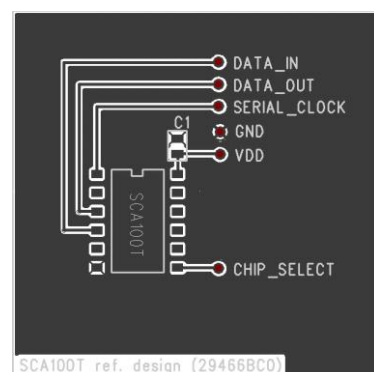 DATA_IN
DATA_OUT
SERIAL_CLOCK
C1
GND
VDD
SCA100T
CHIP_SELECT
SCA100T ref. design (29466BC0)